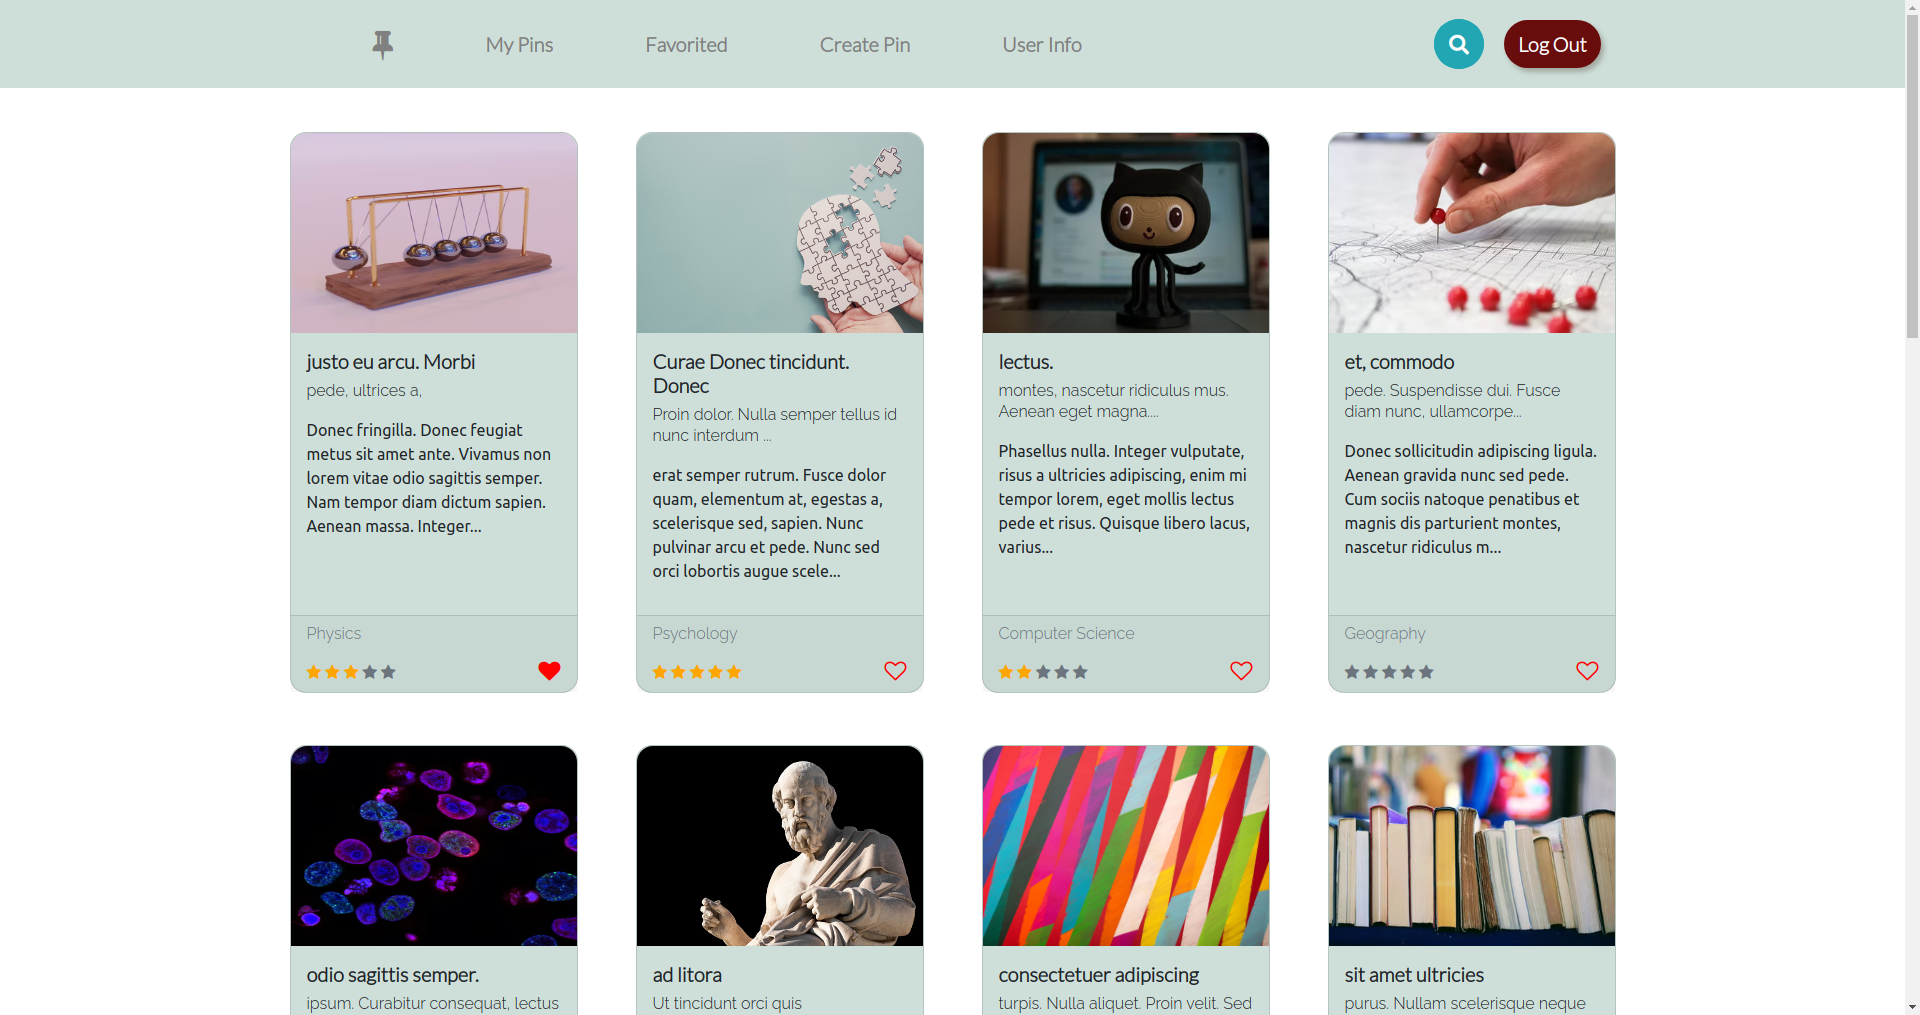 My Pins
Favorited
Create Pin
User Info
Log Out
justo eu arcu. Morbi
pede, ultrices a,
Donec fringilla. Donec feugiat
metus sit amet ante. Vivamus non
lorem vitae odio sagittis semper.
Nam tempor diam dictum sapien.
Aenean massa. Integer...
Physics
Curae Donec tincidunt.
Donec
Proin dolor. Nulla semper tellus id
nunc interdum ...
erat semper rutrum. Fusce dolor
quam, elementum at, egestas a,
scelerisque sed, sapien. Nunc
pulvinar arcu et pede. Nunc sed
orci lobortis augue scele...
Psychology
lectus.
montes, nascetur ridiculus mus.
Aenean eget magna....
Phasellus nulla. Integer vulputate,
risus a ultricies adipiscing, enim mi
tempor lorem, eget mollis lectus
pede et risus. Quisque libero lacus,
varius...
Computer Science
et, commodo
pede. Suspendisse dui. Fusce
diam nunc, ullamcorpe...
Donec sollicitudin adipiscing ligula.
Aenean gravida nunc sed pede.
Cum sociis natoque penatibus et
magnis dis parturient montes,
nascetur ridiculus m...
Geography
odio sagittis semper.
ipsum. Curabitur consequat, lectus
ad litora
Ut tincidunt orci quis
consectetuer adipiscing
turpis. Nulla aliquet. Proin velit. Sed
sit amet ultricies
purus. Nullam scelerisque neque